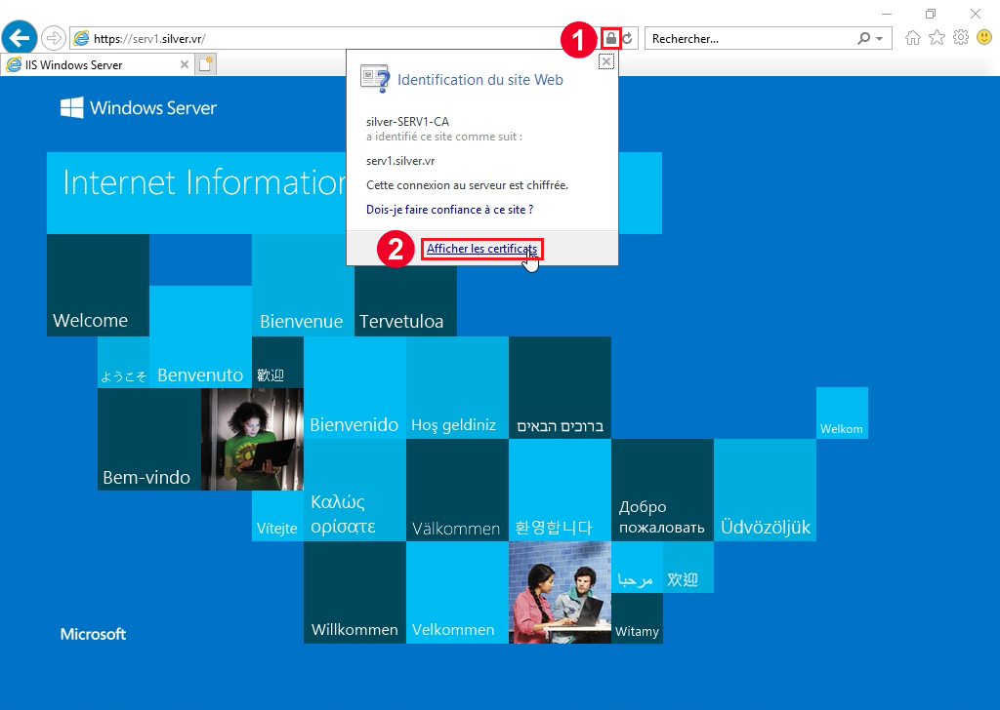 https://serv1.silver.vr/
1
Rechercher...
IIS Windows Server
Identification du site Web
silver-SERV1-CA
a identifié ce site comme suit :
serv1.silver.vr
Cette connexion au serveur est chiffrée.
Dois-je faire confiance à ce site ?
2
Afficher les certificats
Windows Server
Internet Information
Welcome
Bienvenue
Tervetuloa
ようこそ
Benvenuto
歡迎
Bienvenido
Hoş geldiniz
ברוכים הבאים
Welkom
Bem-vindo
Vítejte
Καλώς
ορίσατε
Välkommen
환영합니다
Добро
пожаловать
Üdvözöljük
مرحبا
欢迎
Willkommen
Velkommen
Witamy
Microsoft